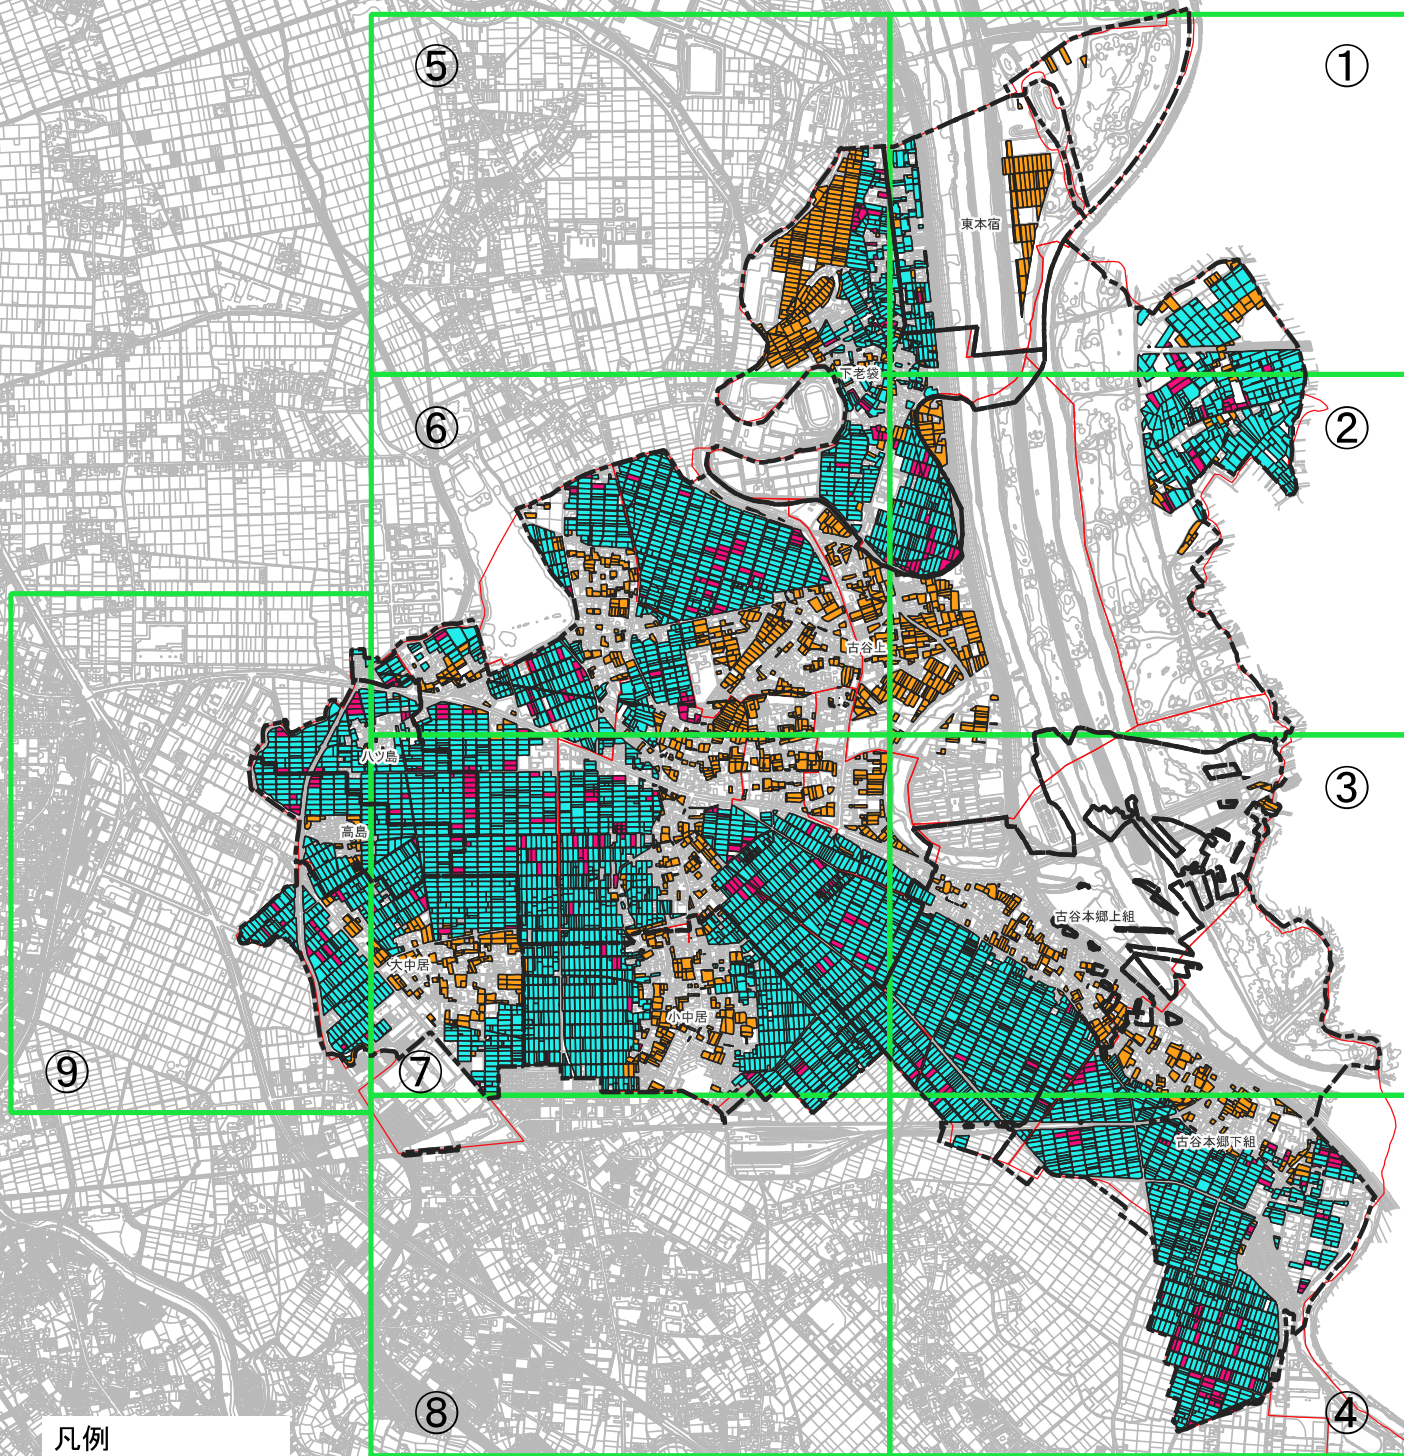 ⑤
①
東本宿
下老袋
⑥
②
古谷上
八ツ島
③
高島
古谷本郷上組
大中居
小中居
⑨
⑦
古谷本郷下組
⑧
④
凡例